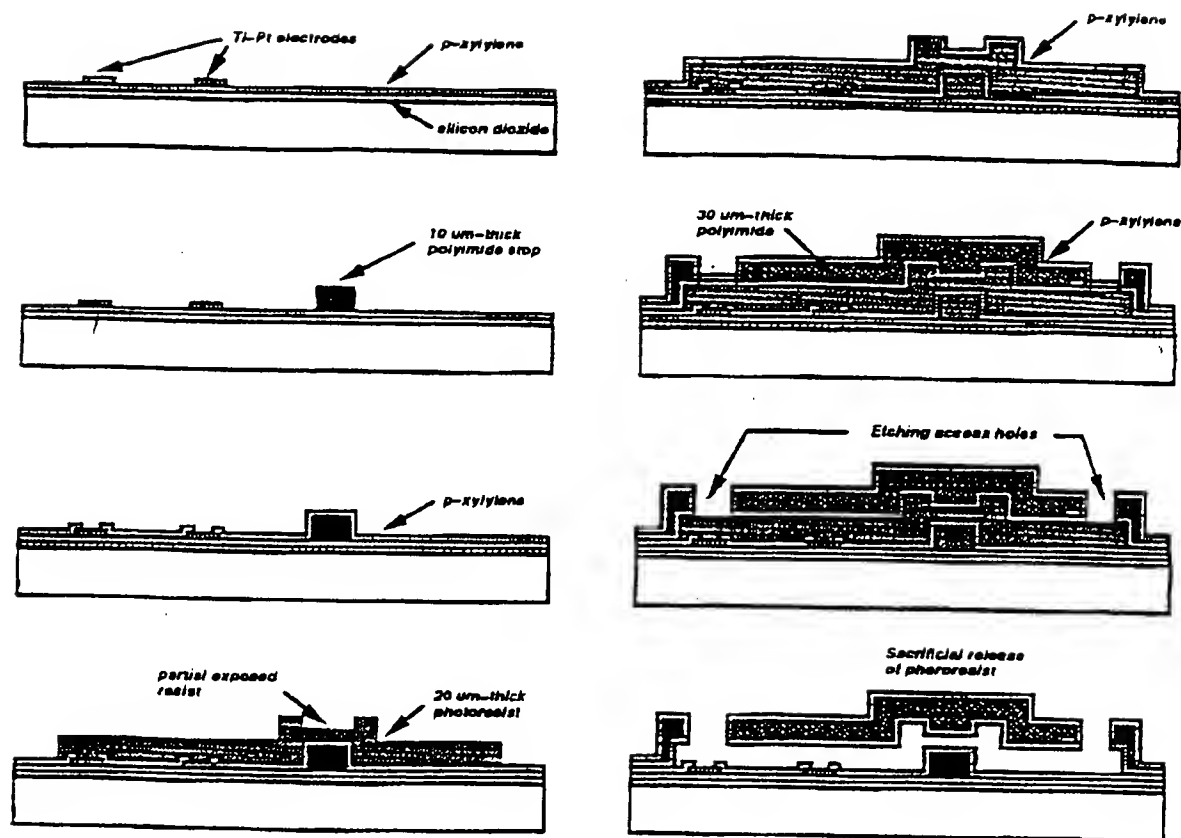 Ti-Pt electrodes
p-xylylene
silicon dioxide
10 um-thick
polyimide stop
p-xylylene
partial exposed
resist
20 um-thick
photoresist
p-xylylene
30 um-thick
polyimide
p-xylylene
Etching access holes
Sacrificial release
of phororesist